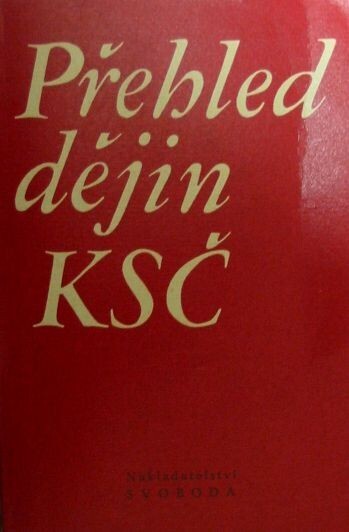 Přehled
dějin
KSČ
Nakladatelství
SVOBODA